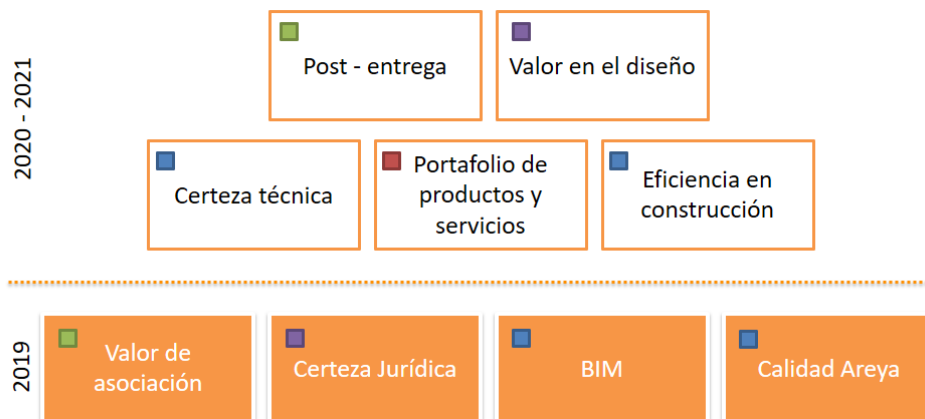 2020 - 2021
Post - entrega
Valor en el diseño
Certeza técnica
Portafolio de
productos y
servicios
Eficiencia en
construcción
2019
Valor de
asociación
Certeza Jurídica
BIM
Calidad Areya